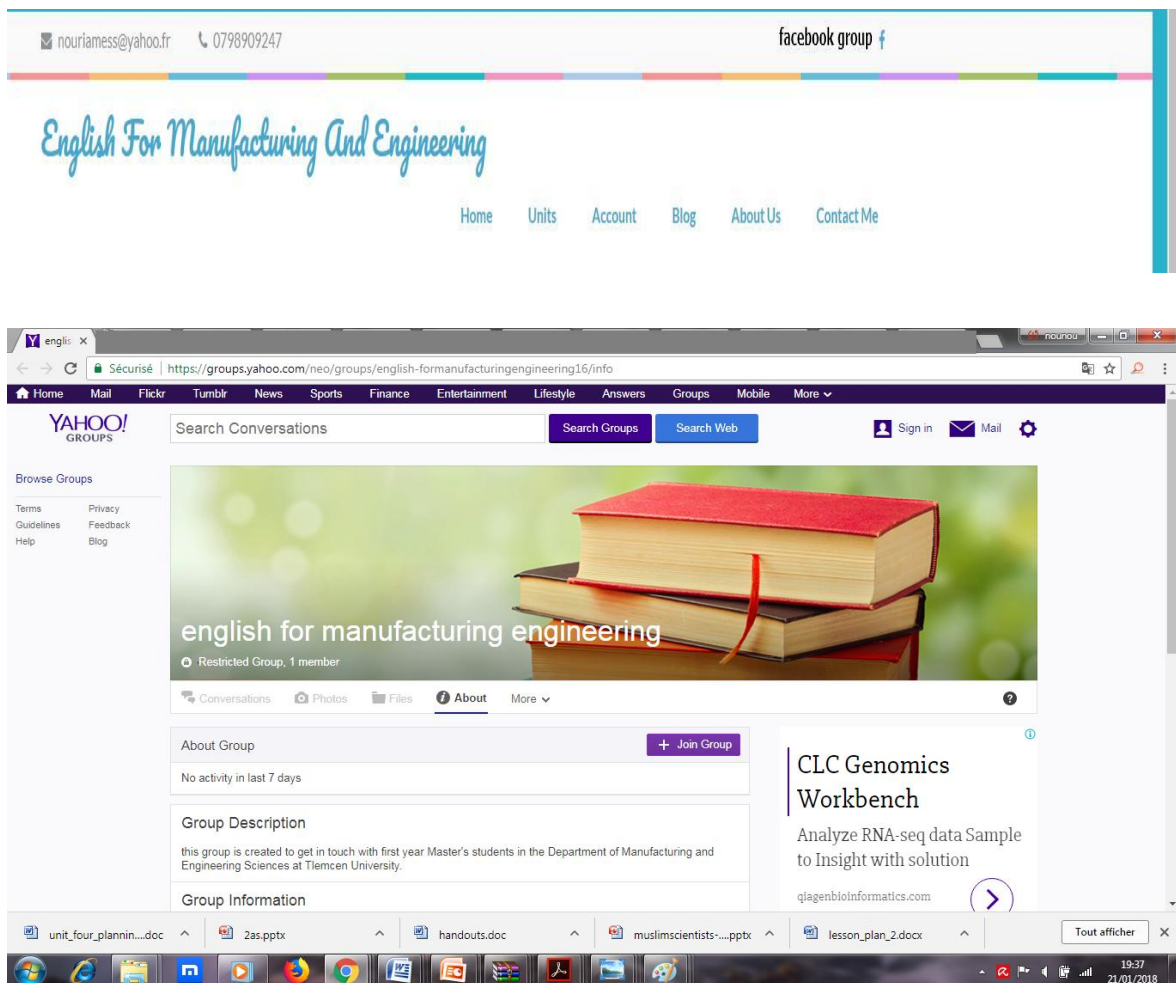 nouriamess@yahoo.fr 0798909247 facebook group f
English For Manufacturing And Engineering
Home Units Account Blog About Us Contact Me
englis
nounou
Sécurisé https://groups.yahoo.com/neo/groups/english-formanufacturingengineering16/info
Home Mail Flickr Tumblr News Sports Finance Entertainment Lifestyle Answers Groups Mobile More
YAHOO!
GROUPS
Search Conversations Search Groups Search Web Sign in Mail
Browse Groups
Terms Privacy
Guidelines Feedback
Help Blog
english for manufacturing engineering
Restricted Group, 1 member
Conversations Photos Files About More ?
About Group + Join Group
No activity in last 7 days
Group Description
this group is created to get in touch with first year Master's students in the Department of Manufacturing and
Engineering Sciences at Tlemcen University.
Group Information
CLC Genomics
Workbench
Analyze RNA-seq data Sample
to Insight with solution
qiagenbioinformatics.com
unit_four_plannin....doc 2as.pptx handouts.doc muslimscientists-....pptx lesson_plan_2.docx Tout afficher
19:37
21/01/2018